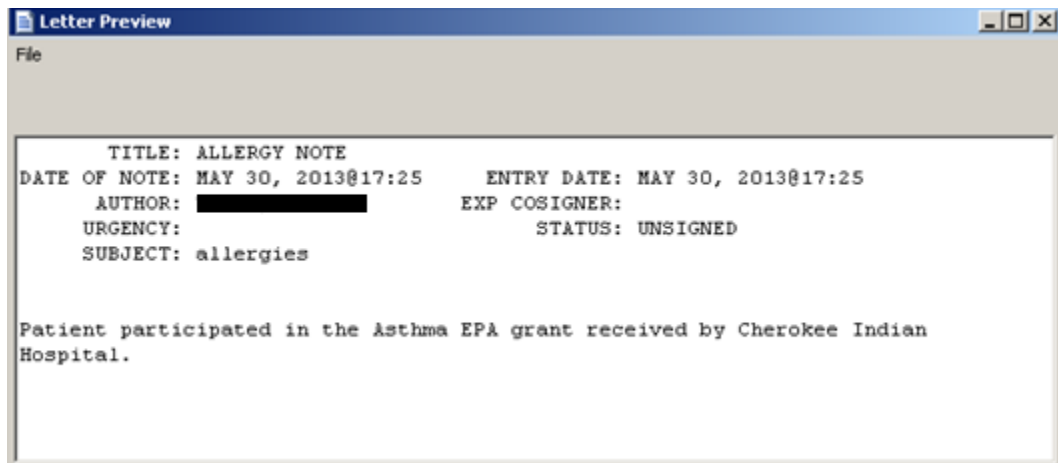 Letter Preview
File
TITLE: ALLERGY NOTE
DATE OF NOTE: MAY 30, 2013@17:25 ENTRY DATE: MAY 30, 2013@17:25
AUTHOR: EXP COSIGNER:
URGENCY: STATUS: UNSIGNED
SUBJECT: allergies
Patient participated in the Asthma EPA grant received by Cherokee Indian
Hospital.